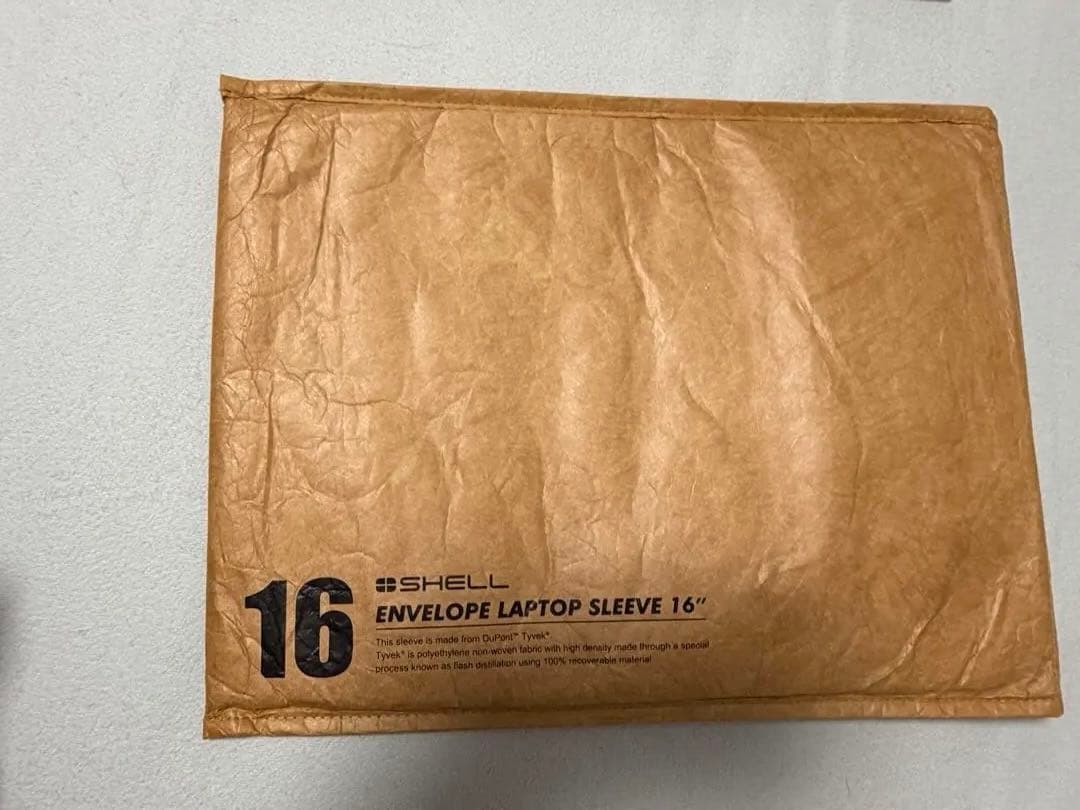 16
SHELL
ENVELOPE LAPTOP SLEEVE 16"
This sleeve is made from DuPont™ Tyvek®
Tyvek® is polyethylene non-woven fabric with high density made through a special
process known as flash distillation using 100% recoverable material